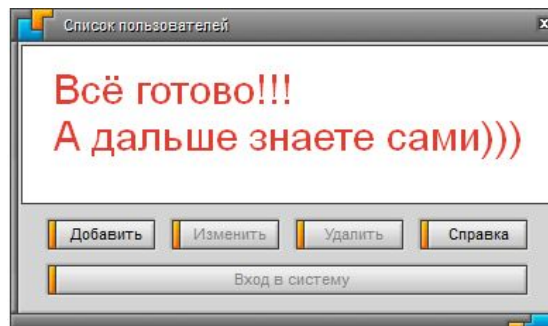 Список пользователей
Всё готово!!!
А дальше знаете сами)))
Добавить Изменить Удалить Справка
Вход в систему